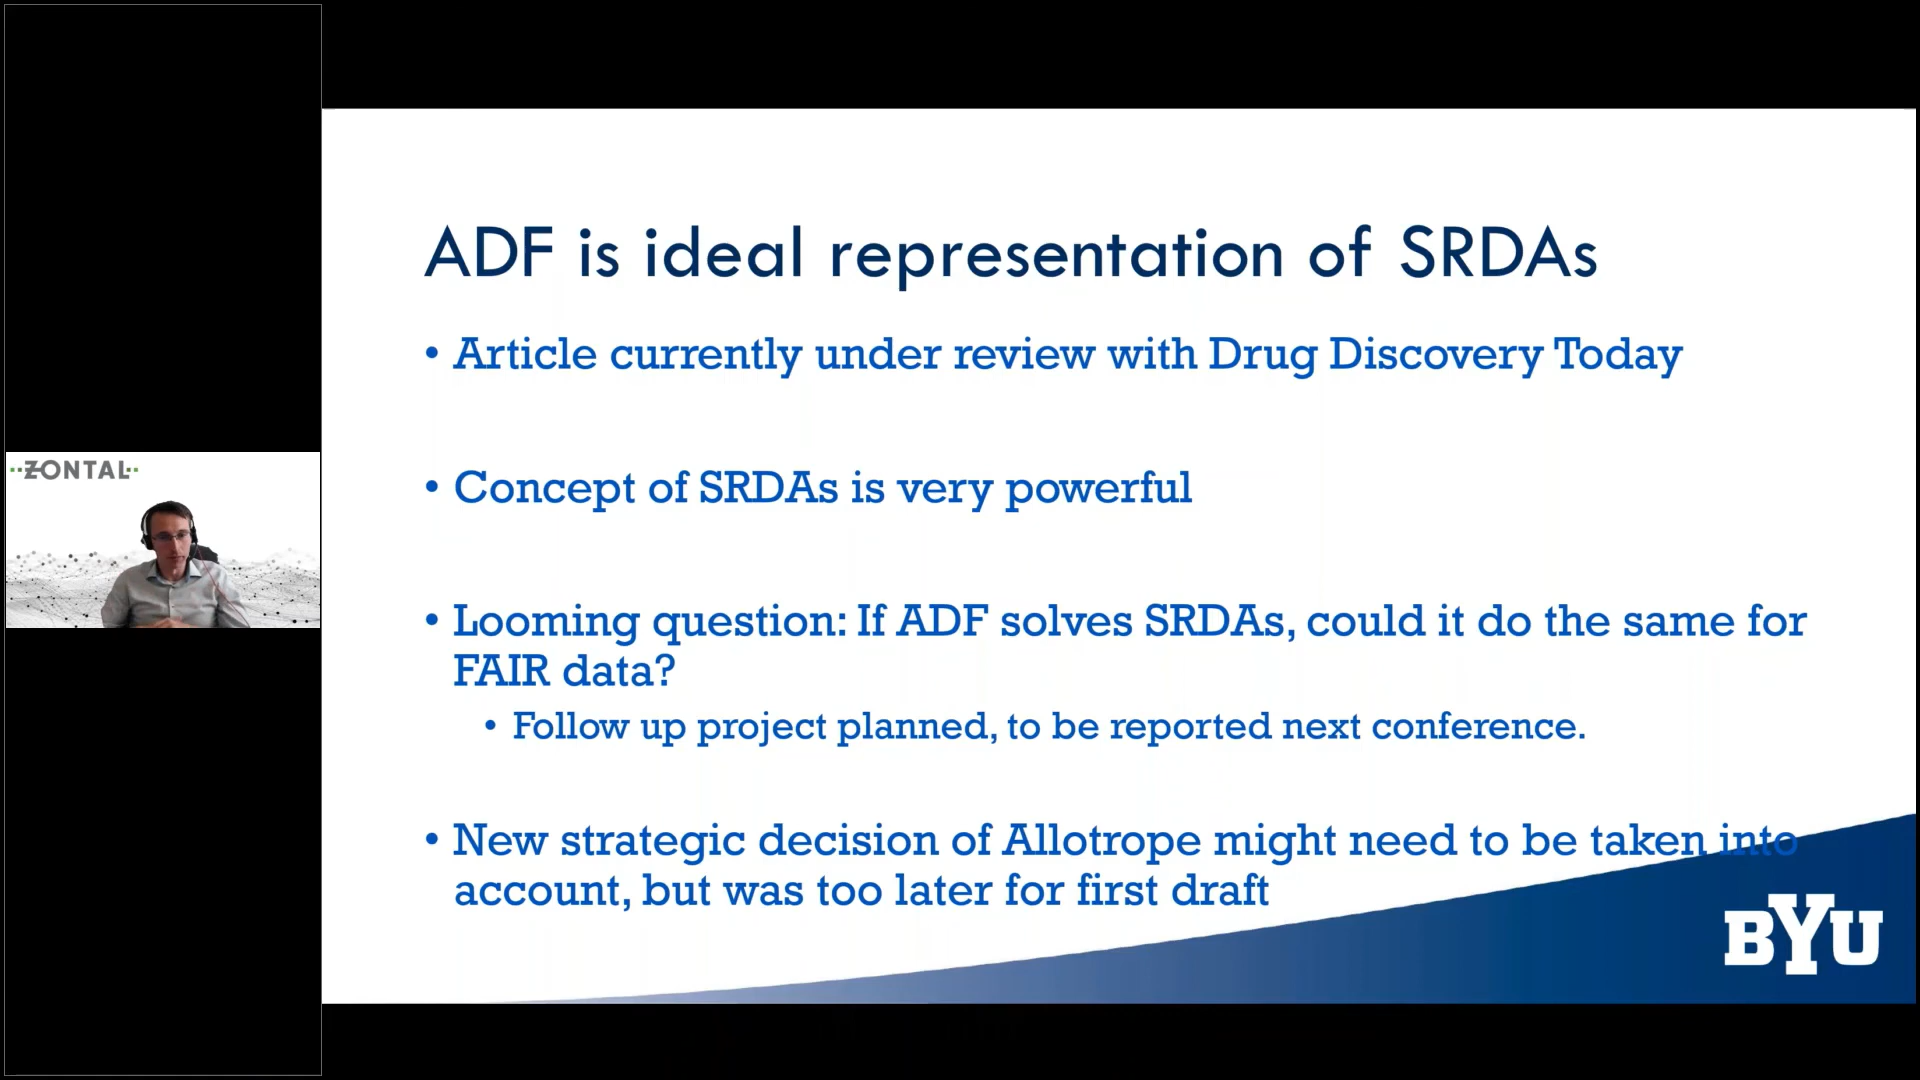 ZONTAL
ADF is ideal representation of SRDAs
• Article currently under review with Drug Discovery Today
• Concept of SRDAs is very powerful
• Looming question: If ADF solves SRDAs, could it do the same for
FAIR data?
• Follow up project planned, to be reported next conference.
• New strategic decision of Allotrope might need to be taken into
account, but was too later for first draft
BYU